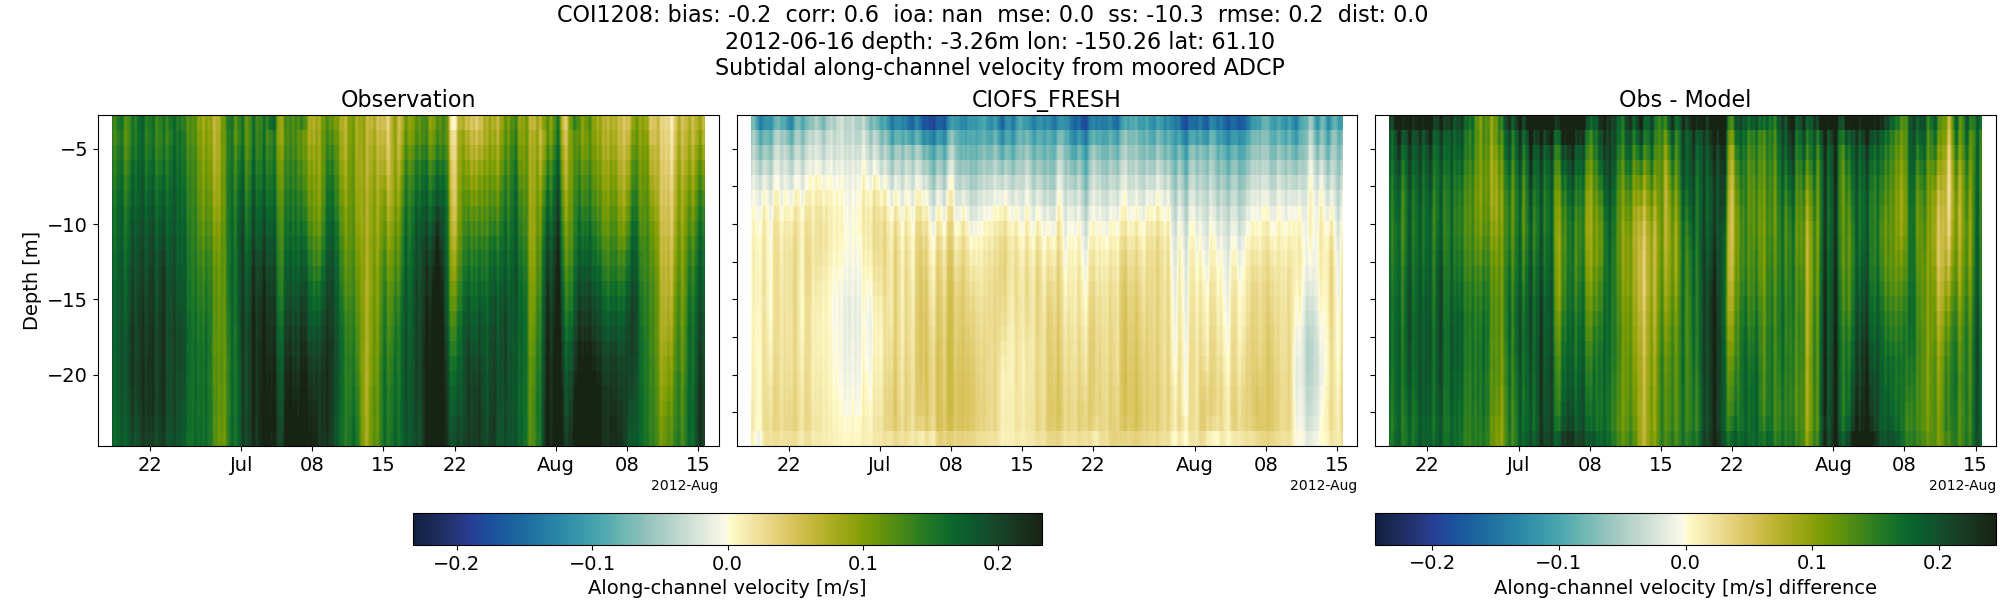 COI1208: bias: -0.2  corr: 0.6  ioa: nan  mse: 0.0  ss: -10.3  rmse: 0.2  dist: 0.0
2012-06-16 depth: -3.26m lon: -150.26 lat: 61.10
Subtidal along-channel velocity from moored ADCP
Observation
CIOFS_FRESH
Obs - Model
Depth [m]
−5
−10
−15
−20
22 Jul 08 15 22 Aug 08 15
2012-Aug
22 Jul 08 15 22 Aug 08 15
2012-Aug
22 Jul 08 15 22 Aug 08 15
2012-Aug
−0.2 −0.1 0.0 0.1 0.2
Along-channel velocity [m/s]
−0.2 −0.1 0.0 0.1 0.2
Along-channel velocity [m/s] difference